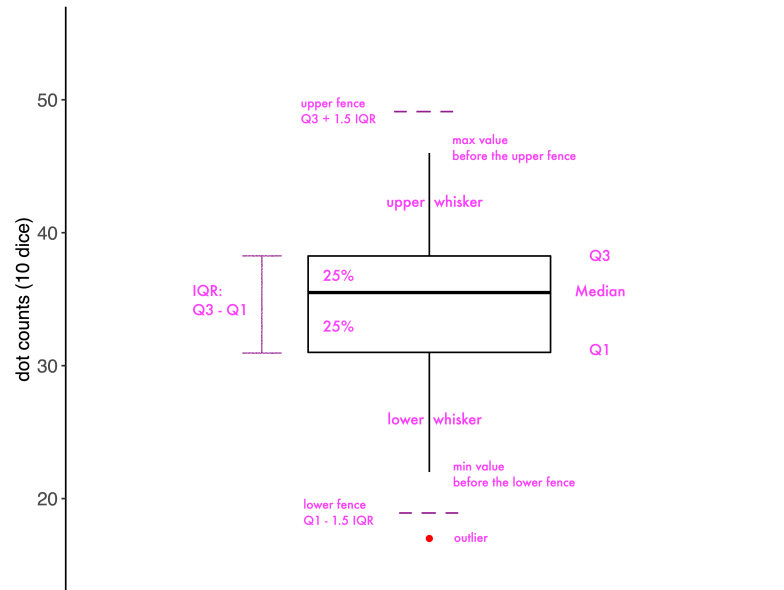 50
upper fence
Q3 + 1.5 IQR
max value
before the upper fence
upper whisker
dot counts (10 dice)
40
Q3
25%
IQR:
Q3 - Q1
Median
25%
Q1
30
lower whisker
min value
before the lower fence
20
lower fence
Q1 - 1.5 IQR
outlier